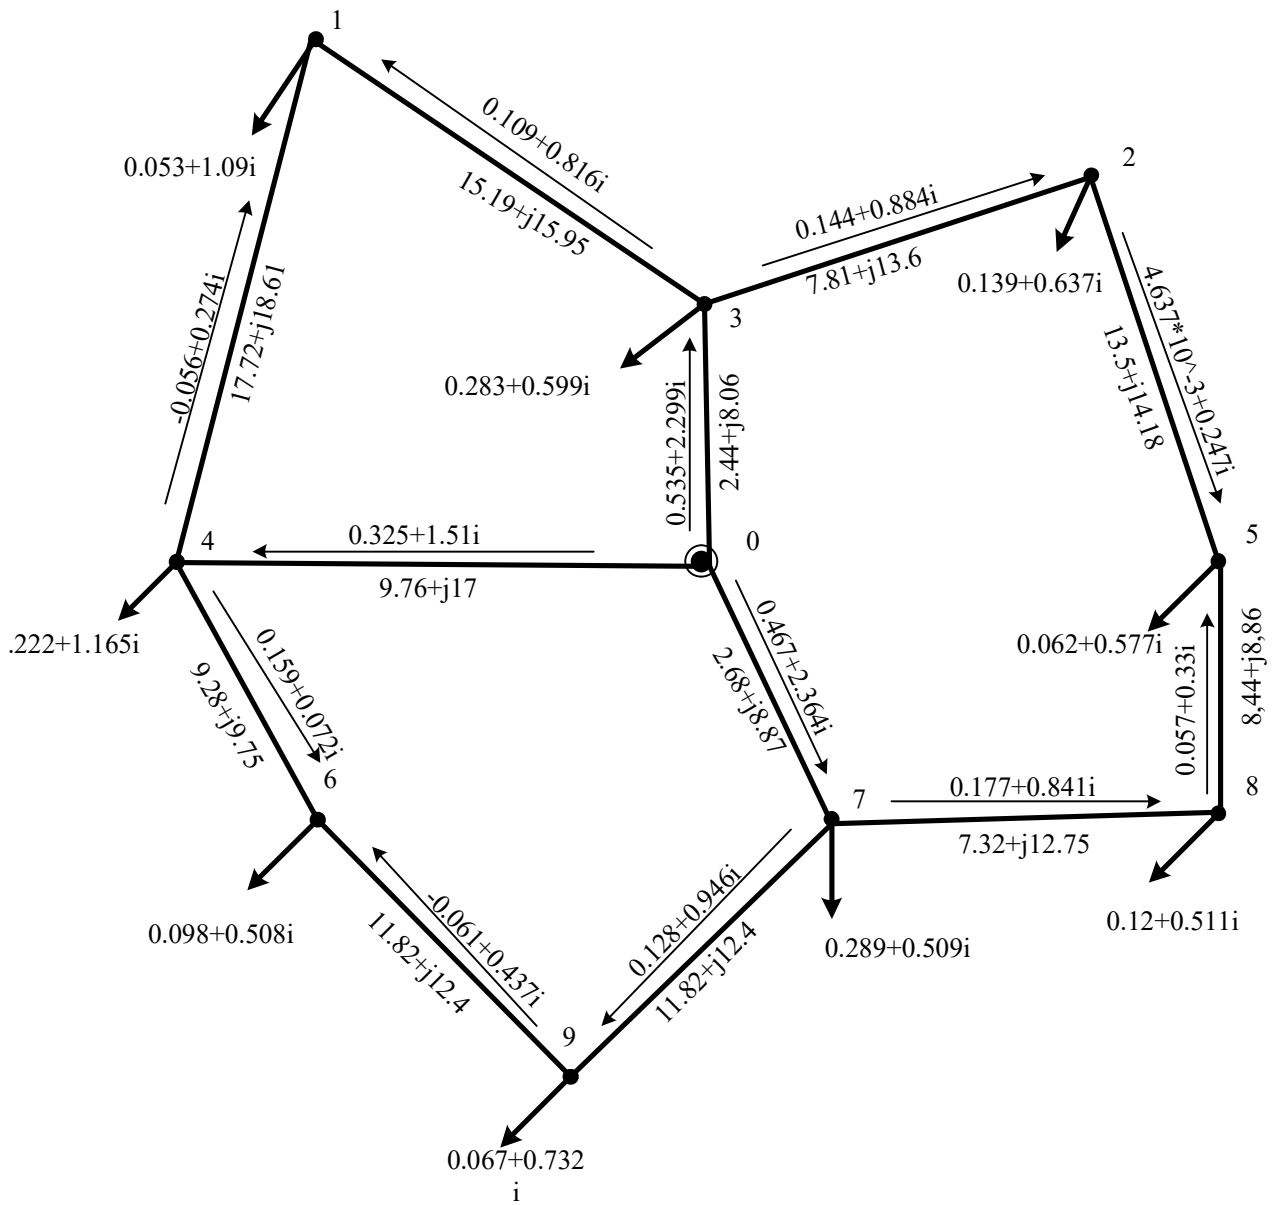 1
0.109+0.816i
15.19+j15.95
0.053+1.09i
2
0.144+0.884i
7.81+j13.6
0.139+0.637i
-0.056+0.274i
17.72+j18.61
3
0.283+0.599i
0.535+2.299i
2.44+j8.06
4.637*10^-3+0.247i
13.5+j14.18
4
0.325+1.51i
9.76+j17
0
5
.222+1.165i
0.159+0.072i
9.28+j9.75
0.467+2.364i
2.68+j8.87
0.062+0.577i
0.057+0.33i
8,44+j8,86
6
7
0.177+0.841i
7.32+j12.75
8
0.098+0.508i
-0.061+0.437i
11.82+j12.4
0.128+0.946i
11.82+j12.4
0.289+0.509i
0.12+0.511i
9
0.067+0.732
i